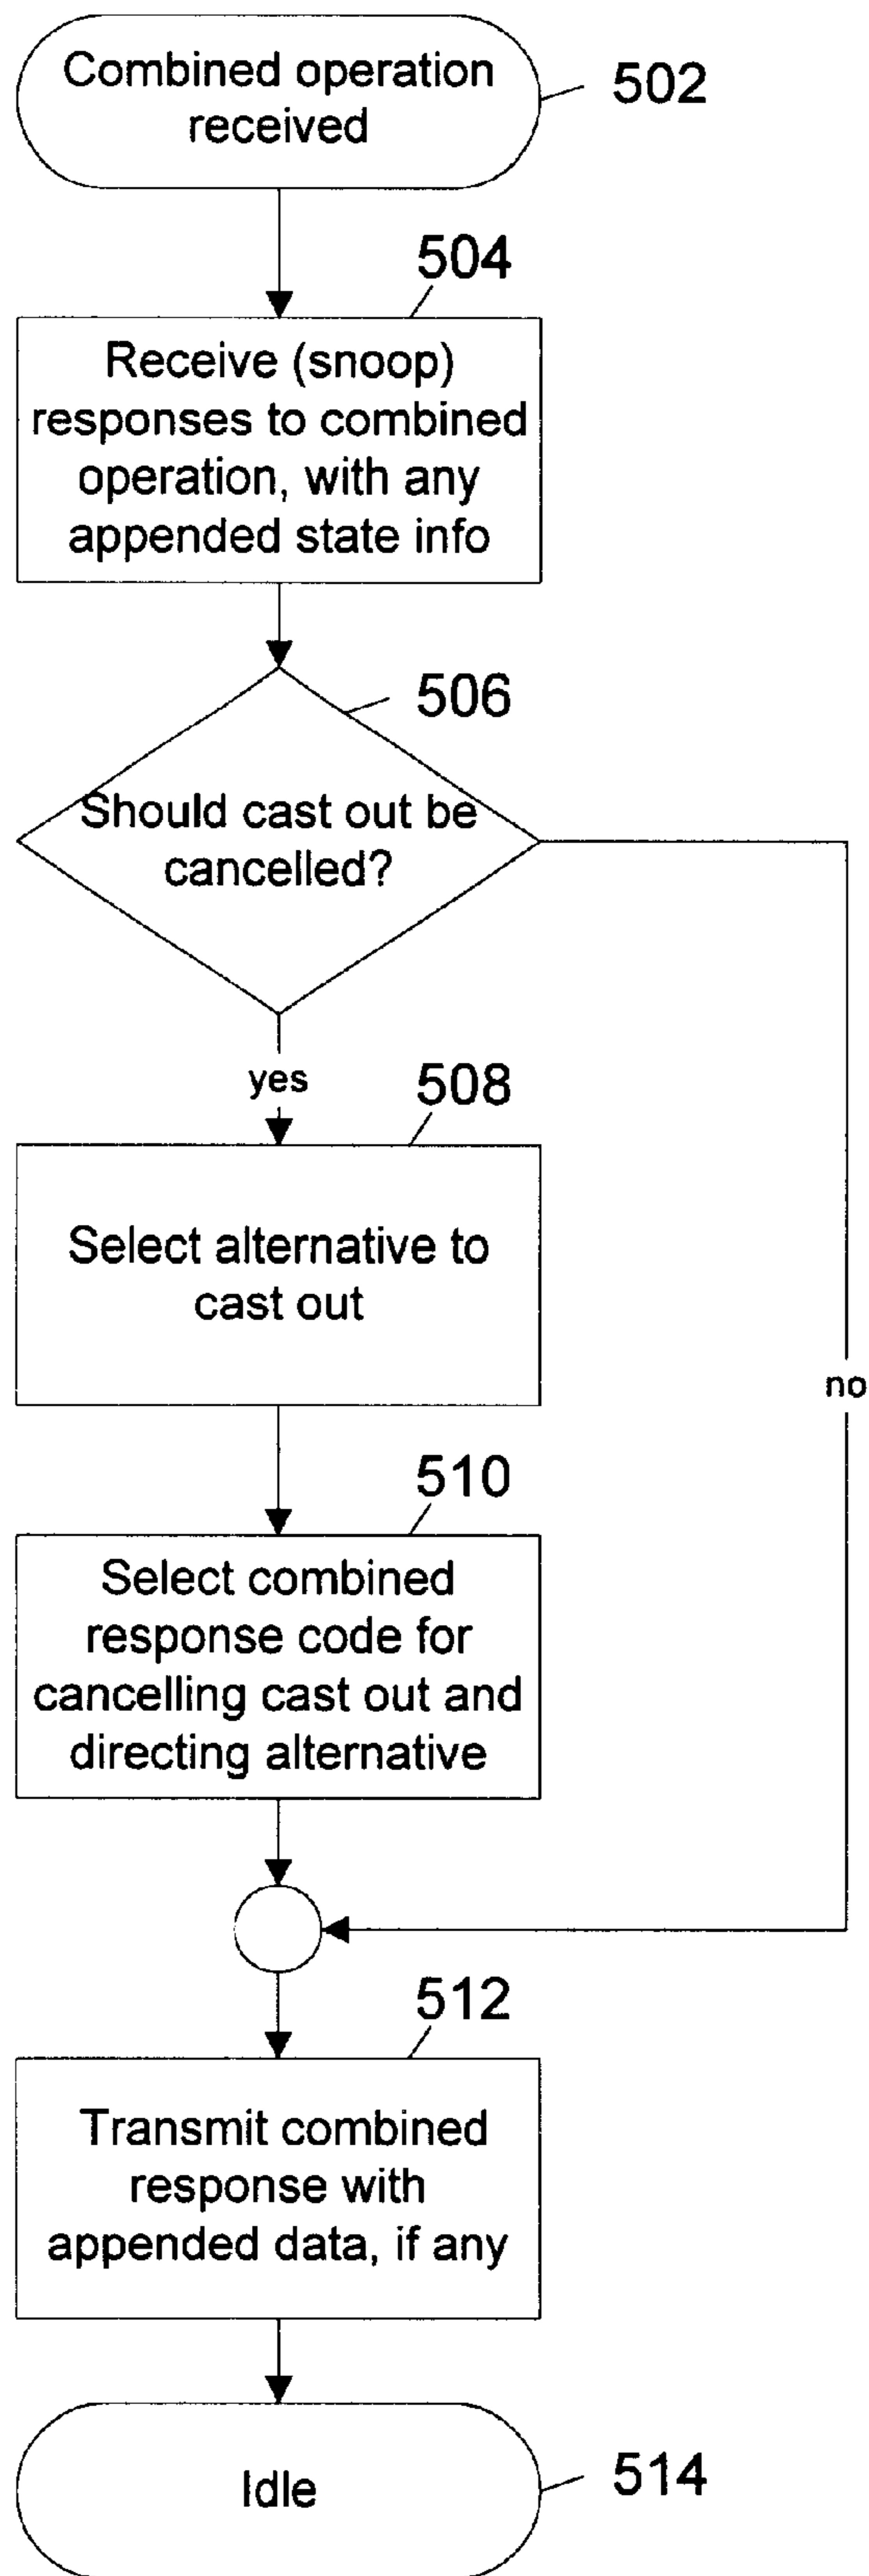 Combined operation
received
502
504
Receive (snoop)
responses to combined
operation, with any
appended state info
506
Should cast out be
cancelled?
yes
508
Select alternative to
cast out
no
510
Select combined
response code for
cancelling cast out and
directing alternative
512
Transmit combined
response with
appended data, if any
Idle
514